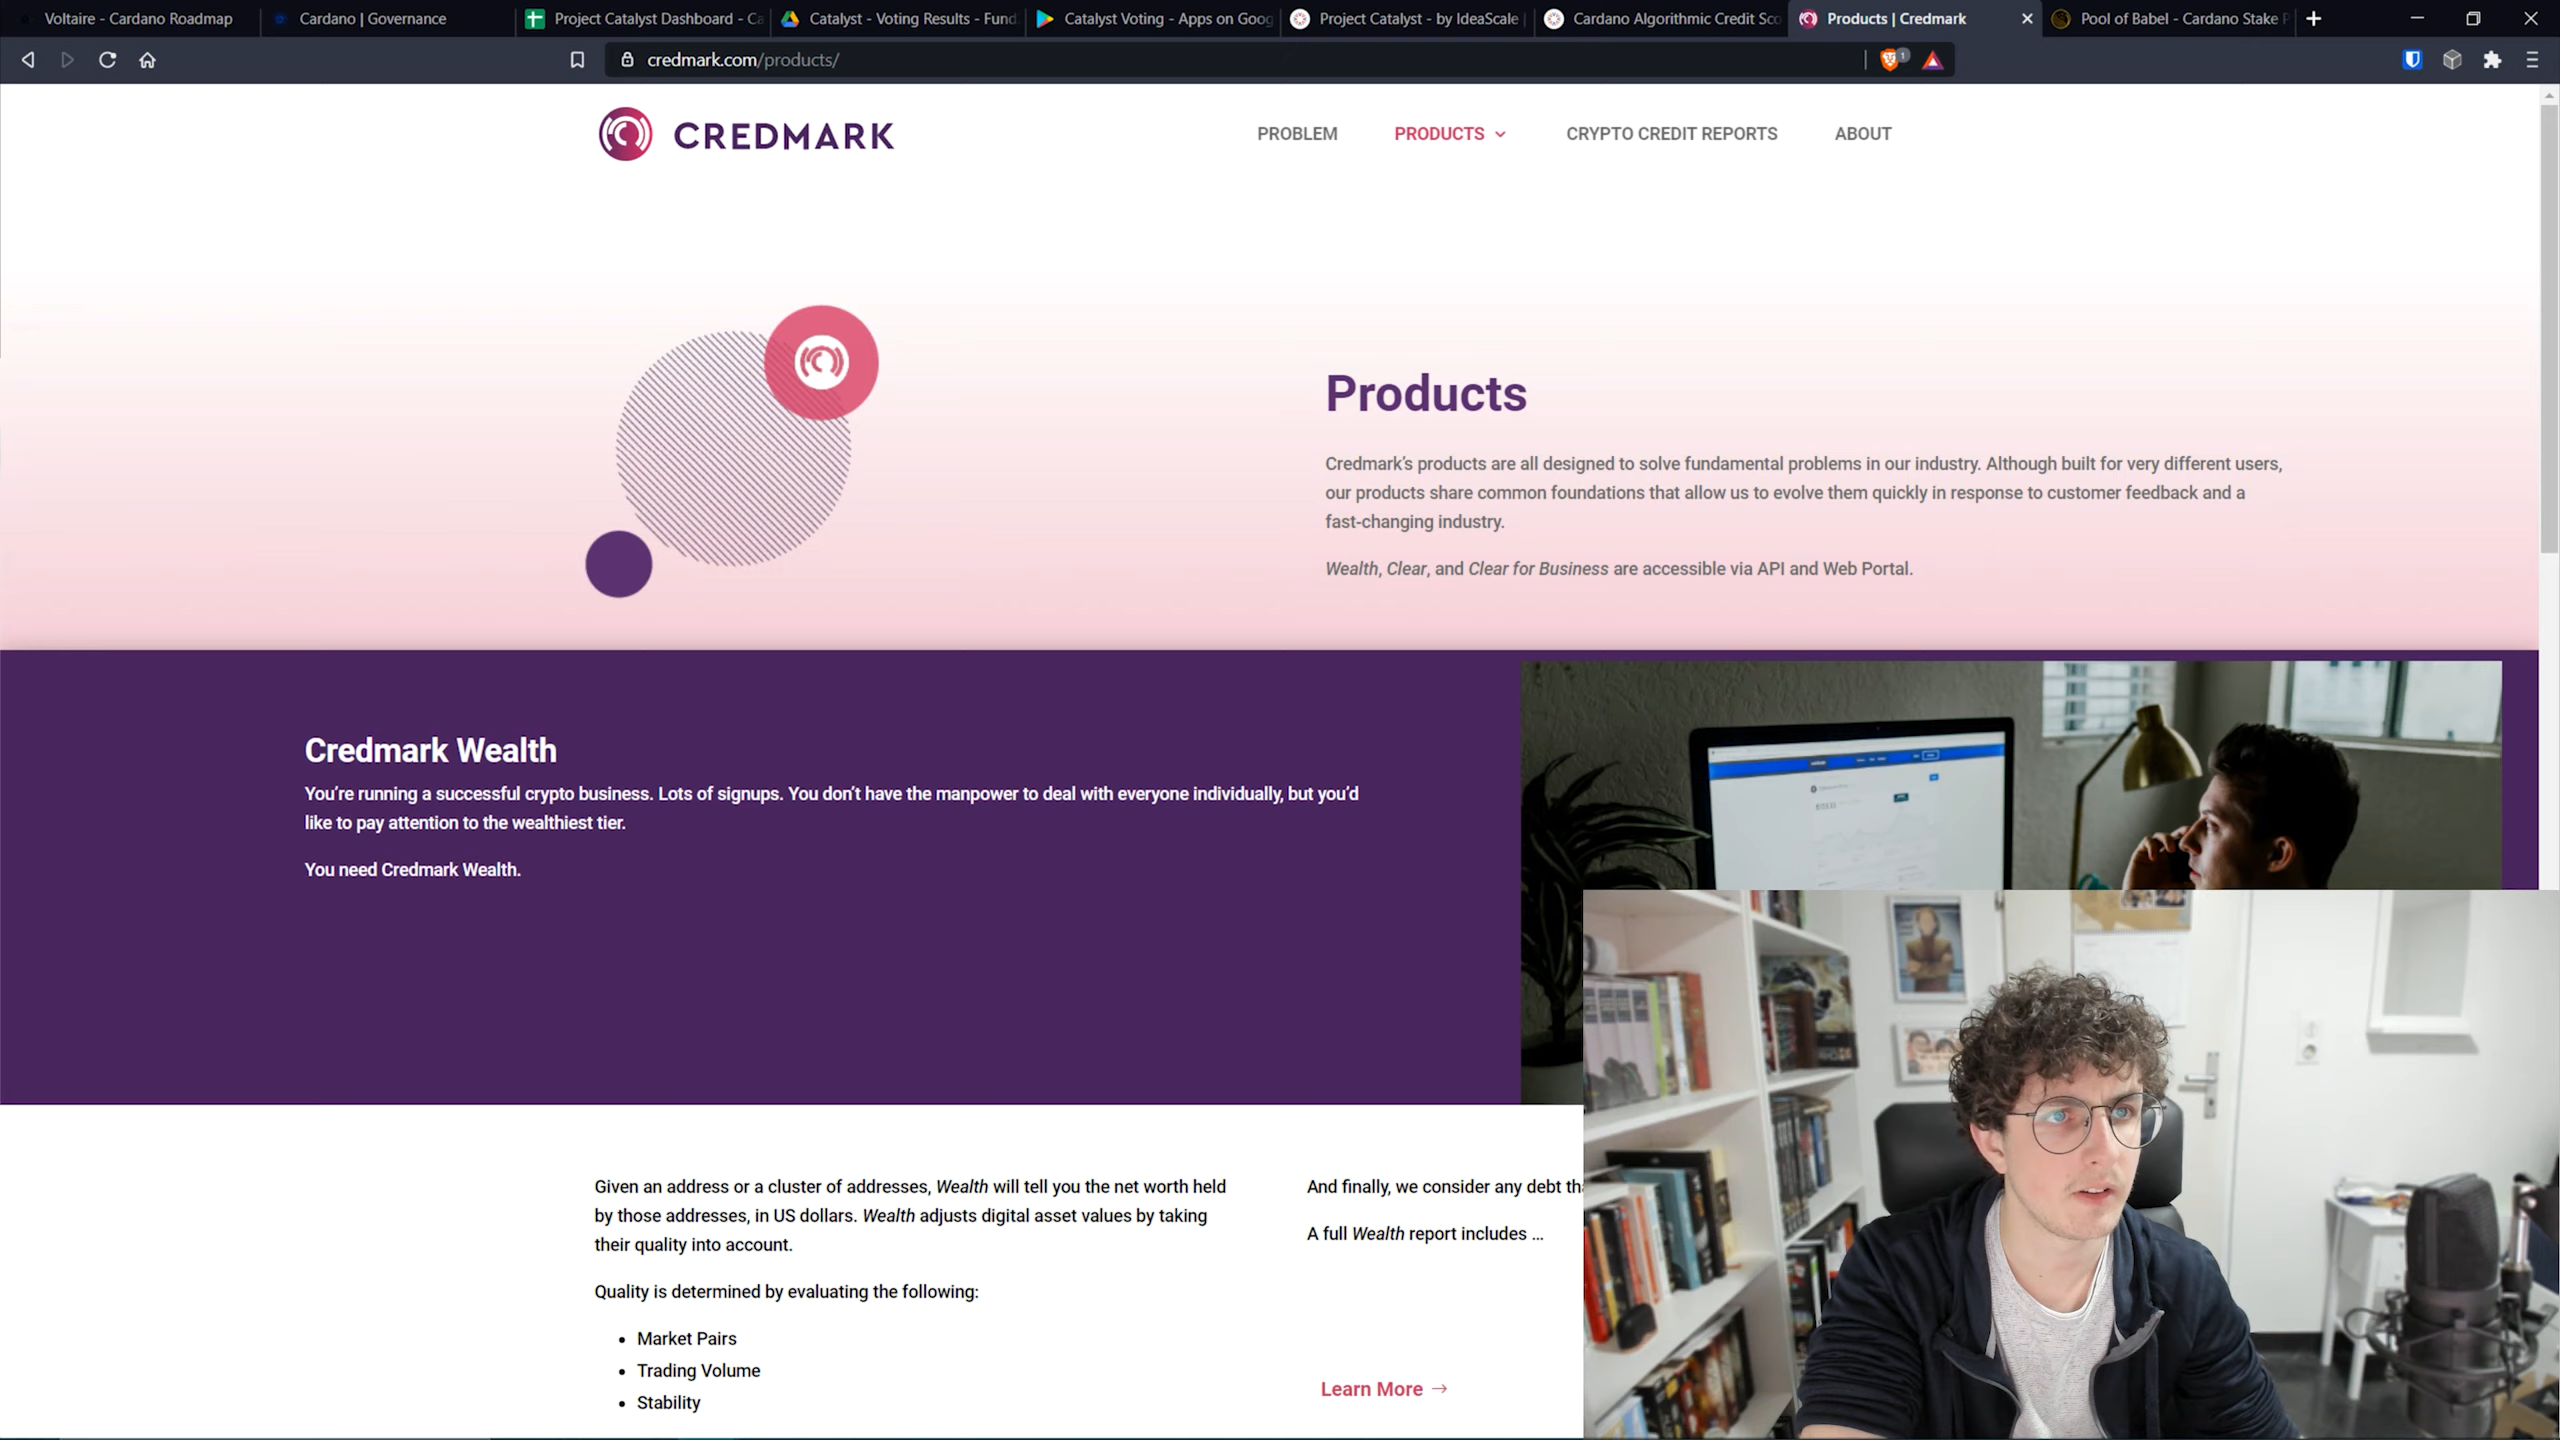 Voltaire - Cardano Roadmap
Cardano | Governance
Project Catalyst Dashboard - Ca
Catalyst - Voting Results - Fund
Catalyst Voting - Apps on Goog
Project Catalyst - by IdeaScale
Cardano Algorithmic Credit Sco
Products | Credmark
Pool of Babel - Cardano Stake P
credmark.com/products/
1
CREDMARK
PROBLEM
PRODUCTS
CRYPTO CREDIT REPORTS
ABOUT
Products
Credmark’s products are all designed to solve fundamental problems in our industry. Although built for very different users,
our products share common foundations that allow us to evolve them quickly in response to customer feedback and a
fast-changing industry.
Wealth, Clear, and Clear for Business are accessible via API and Web Portal.
Credmark Wealth
You’re running a successful crypto business. Lots of signups. You don’t have the manpower to deal with everyone individually, but you’d
like to pay attention to the wealthiest tier.
You need Credmark Wealth.
Given an address or a cluster of addresses, Wealth will tell you the net worth held
by those addresses, in US dollars. Wealth adjusts digital asset values by taking
their quality into account.
Quality is determined by evaluating the following:
• Market Pairs
• Trading Volume
• Stability
And finally, we consider any debt tha
A full Wealth report includes ...
Learn More →